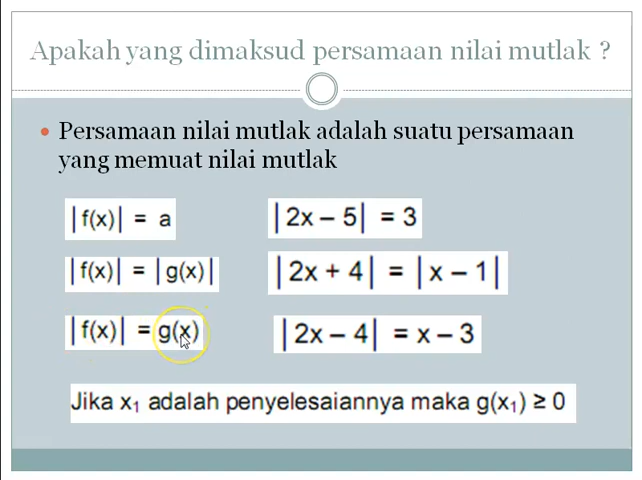 Apakah yang dimaksud persamaan nilai mutlak ?
• Persamaan nilai mutlak adalah suatu persamaan
yang memuat nilai mutlak
|f(x)| = a
|2x – 5| = 3
|f(x)| = |g(x)|
|2x + 4| = |x – 1|
|f(x)| = g(x)
|2x – 4| = x – 3
Jika x₁ adalah penyelesaiannya maka g(x₁) ≥ 0